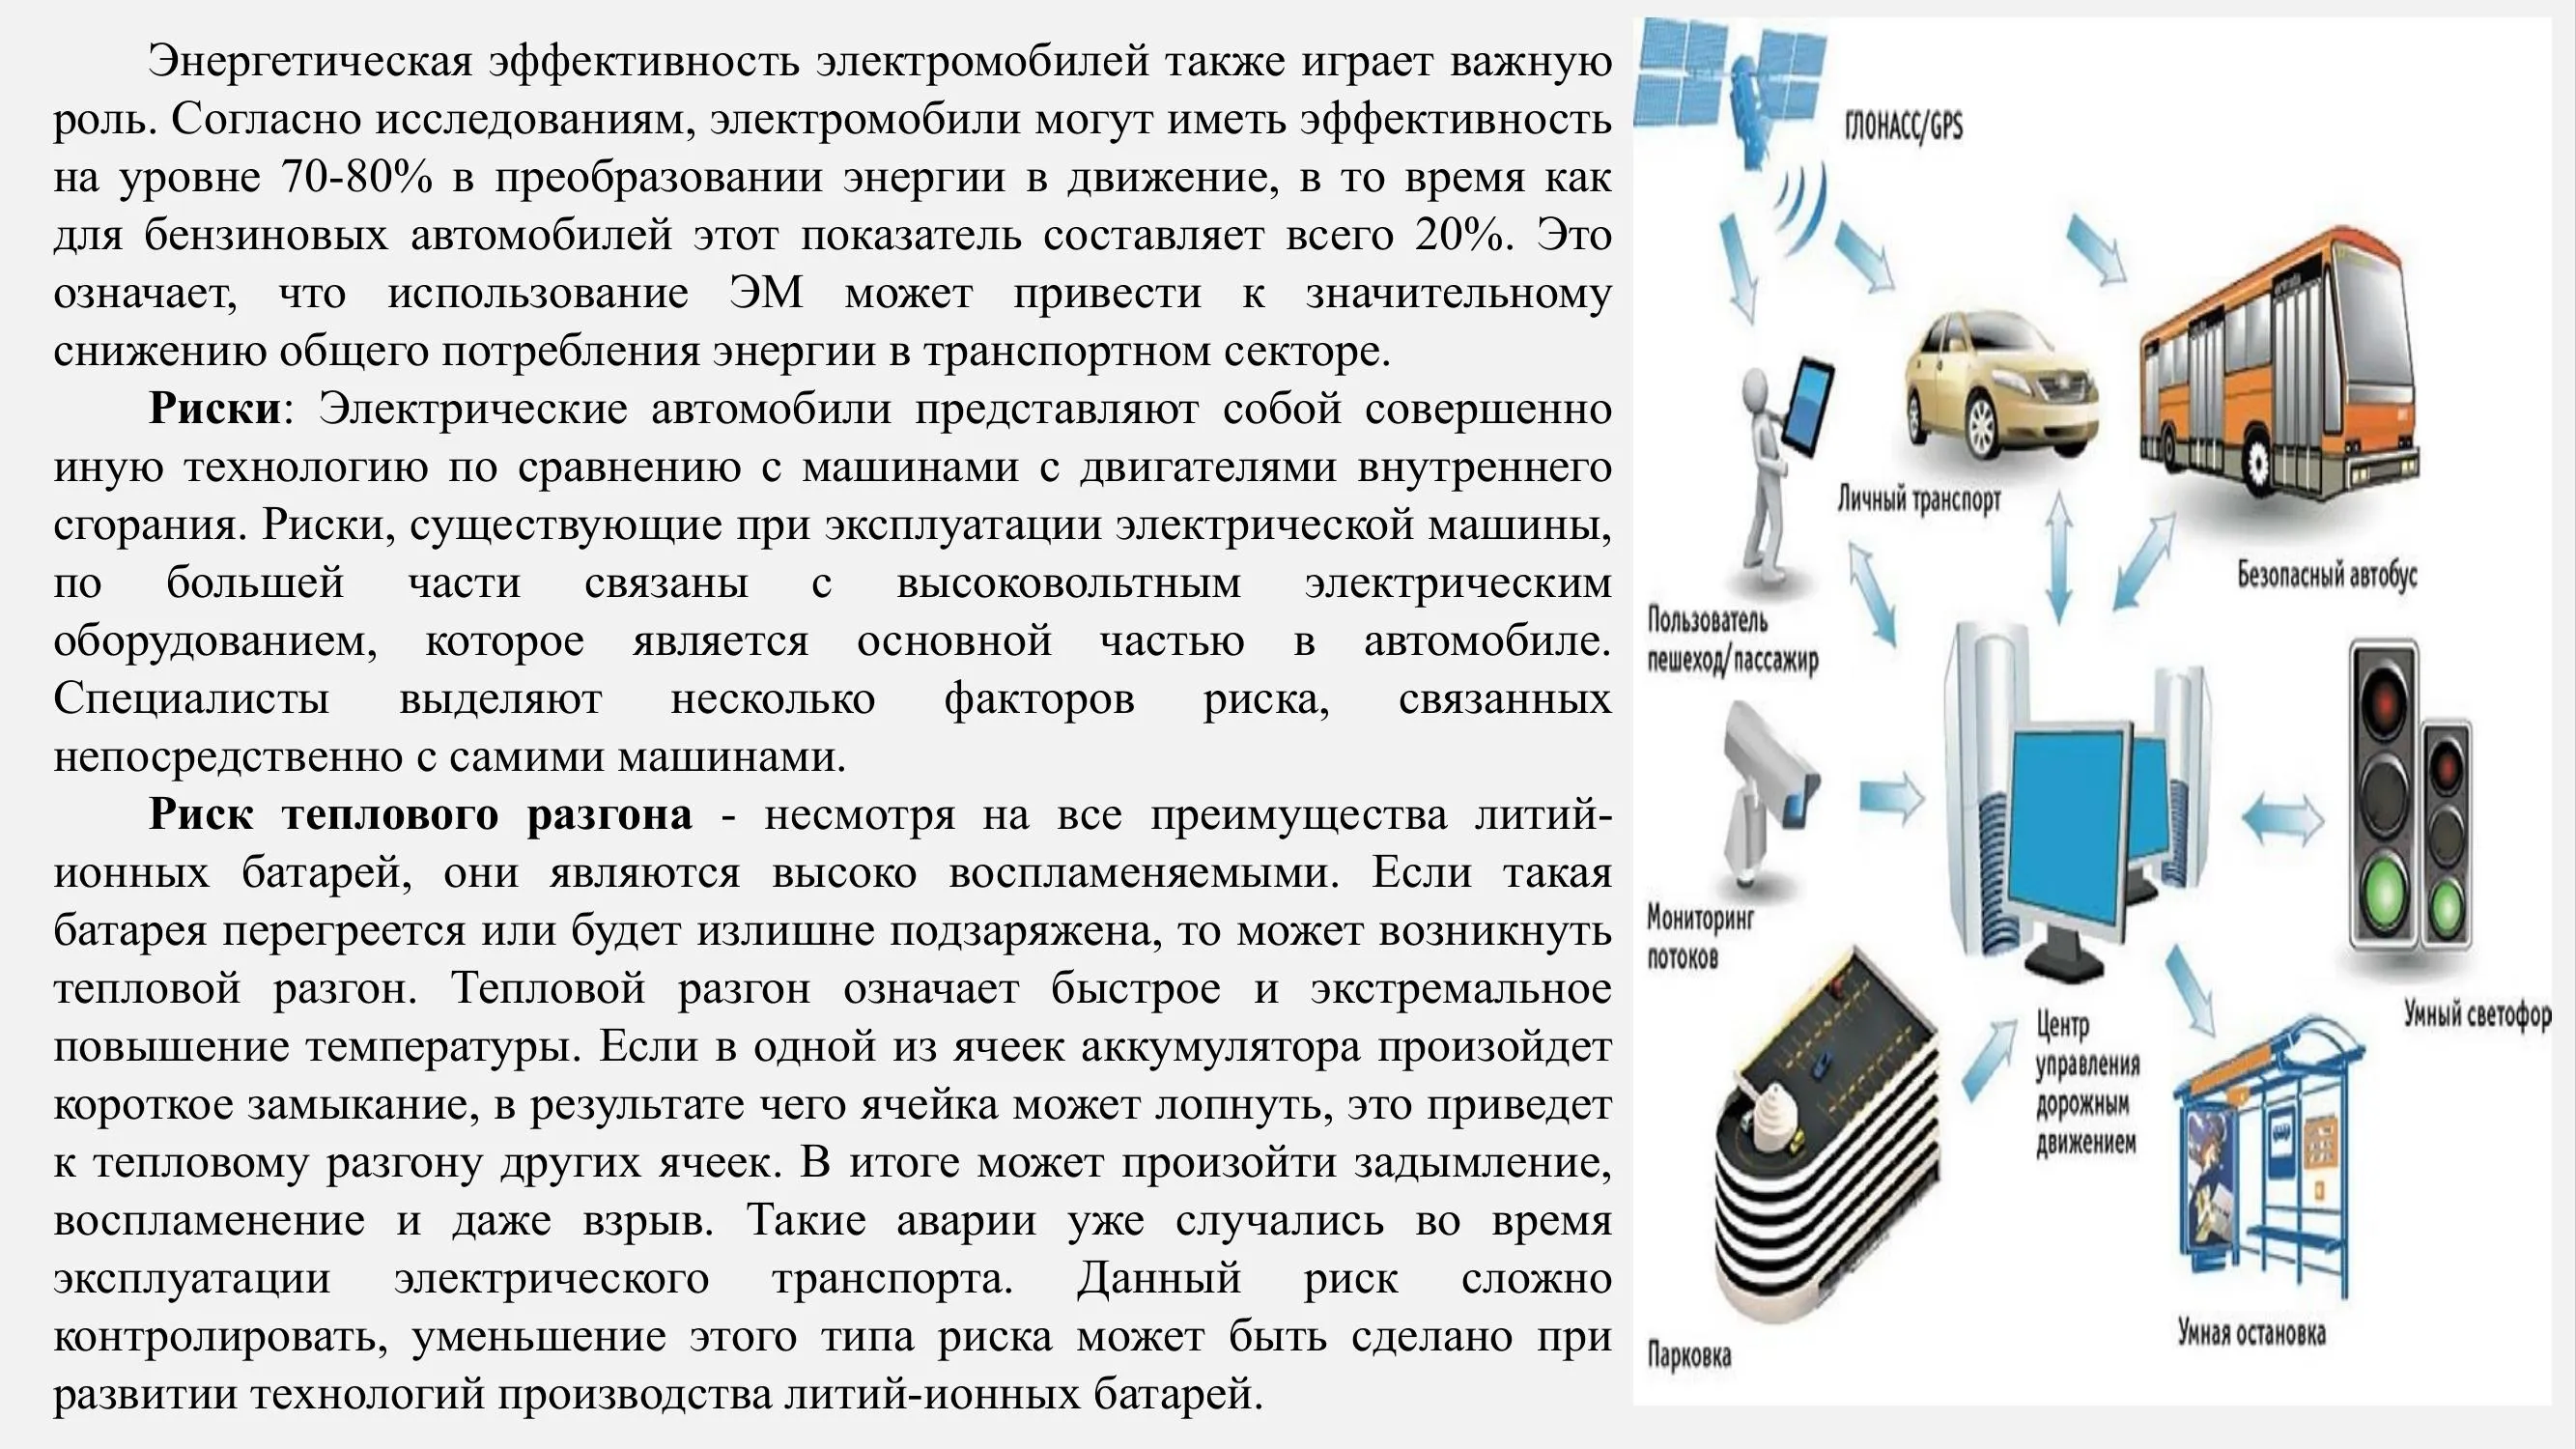 Энергетическая эффективность электромобилей также играет важную
роль. Согласно исследованиям, электромобили могут иметь эффективность
на уровне 70-80% в преобразовании энергии в движение, в то время как
для бензиновых автомобилей этот показатель составляет всего 20%. Это
означает, что использование ЭМ может привести к значительному
снижению общего потребления энергии в транспортном секторе.
Риски: Электрические автомобили представляют собой совершенно
иную технологию по сравнению с машинами с двигателями внутреннего
сгорания. Риски, существующие при эксплуатации электрической машины,
по большей части связаны с высоковольтным электрическим
оборудованием, которое является основной частью в автомобиле.
Специалисты выделяют несколько факторов риска, связанных
непосредственно с самими машинами.
Риск теплового разгона - несмотря на все преимущества литий-
ионных батарей, они являются высоко воспламеняемыми. Если такая
батарея перегреется или будет излишне подзаряжена, то может возникнуть
тепловой разгон. Тепловой разгон означает быстрое и экстремальное
повышение температуры. Если в одной из ячеек аккумулятора произойдет
короткое замыкание, в результате чего ячейка может лопнуть, это приведет
к тепловому разгону других ячеек. В итоге может произойти задымление,
воспламенение и даже взрыв. Такие аварии уже случались во время
эксплуатации электрического транспорта. Данный риск сложно
контролировать, уменьшение этого типа риска может быть сделано при
развитии технологий производства литий-ионных батарей.
ГЛОНАСС/GPS
Личный транспорт
Безопасный автобус
Пользователь
пешеход/пассажир
Мониторинг
потоков
Умный светофор
Центр
управления
дорожным
движением
Умная остановка
Парковка